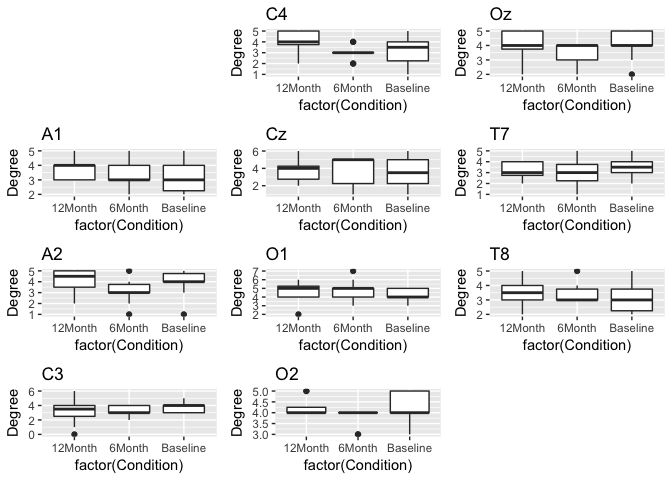 C4
Degree
5
4
3
2
1
12Month 6Month Baseline
factor(Condition)
Oz
Degree
5
4
3
2
12Month 6Month Baseline
factor(Condition)
A1
Degree
5
4
3
2
12Month 6Month Baseline
factor(Condition)
Cz
Degree
6
4
2
12Month 6Month Baseline
factor(Condition)
T7
Degree
5
4
3
2
1
12Month 6Month Baseline
factor(Condition)
A2
Degree
5
4
3
2
1
12Month 6Month Baseline
factor(Condition)
O1
Degree
7
6
5
4
3
2
12Month 6Month Baseline
factor(Condition)
T8
Degree
5
4
3
2
12Month 6Month Baseline
factor(Condition)
C3
Degree
6
4
2
0
12Month 6Month Baseline
factor(Condition)
O2
Degree
5.0
4.5
4.0
3.5
3.0
12Month 6Month Baseline
factor(Condition)